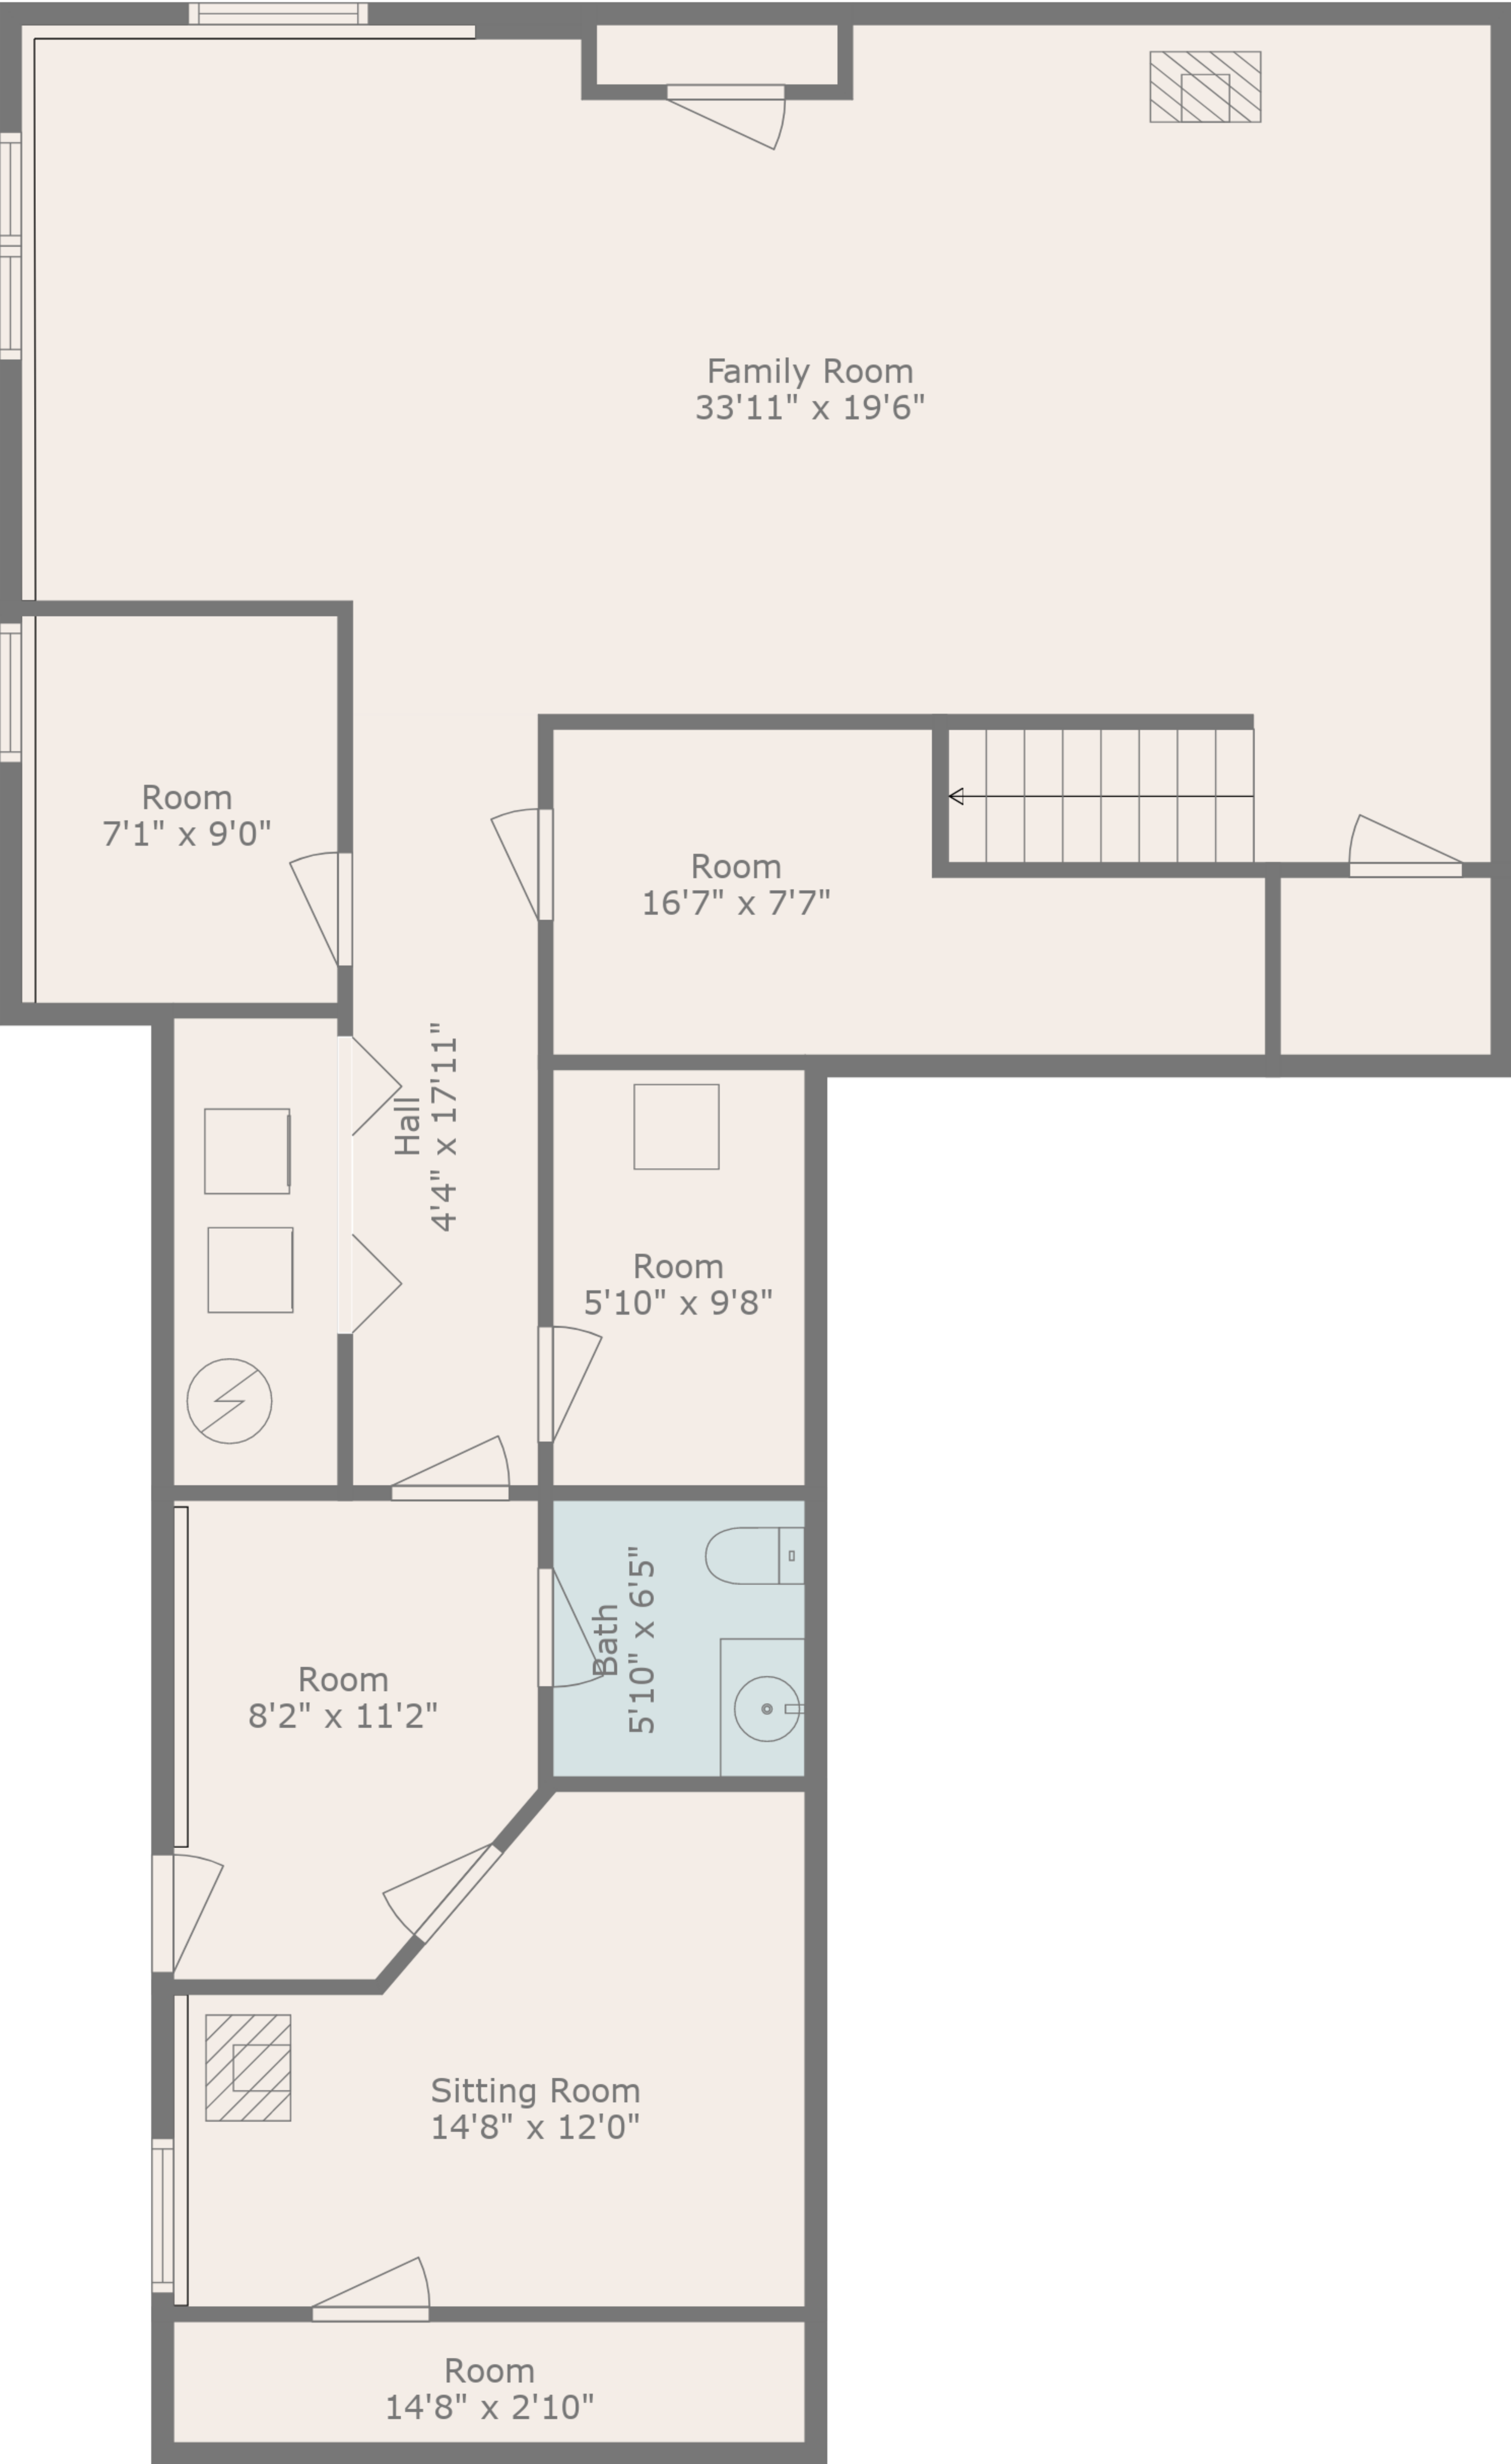 Family Room
33'11" x 19'6"
Room
7'1" x 9'0"
Room
16'7" x 7'7"
Hall
4'4" x 17'11"
Room
5'10" x 9'8"
Bath
5'10" x 6'5"
Room
8'2" x 11'2"
Sitting Room
14'8" x 12'0"
Room
14'8" x 2'10"